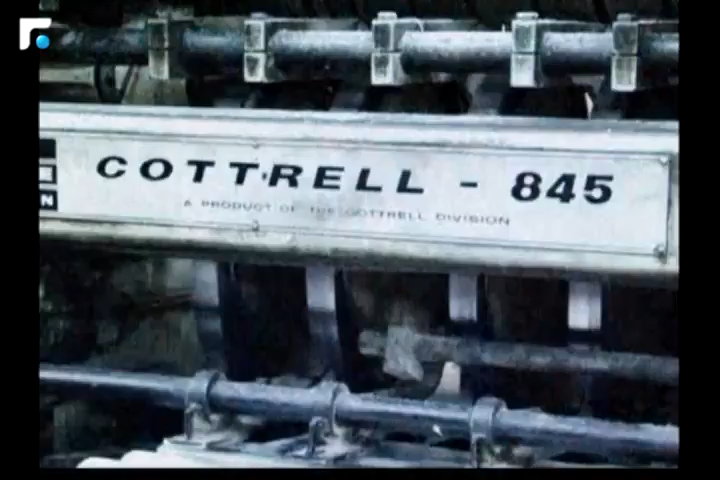 COTTRELL - 845
A PRODUCT OF THE COTTRELL DIVISION
N